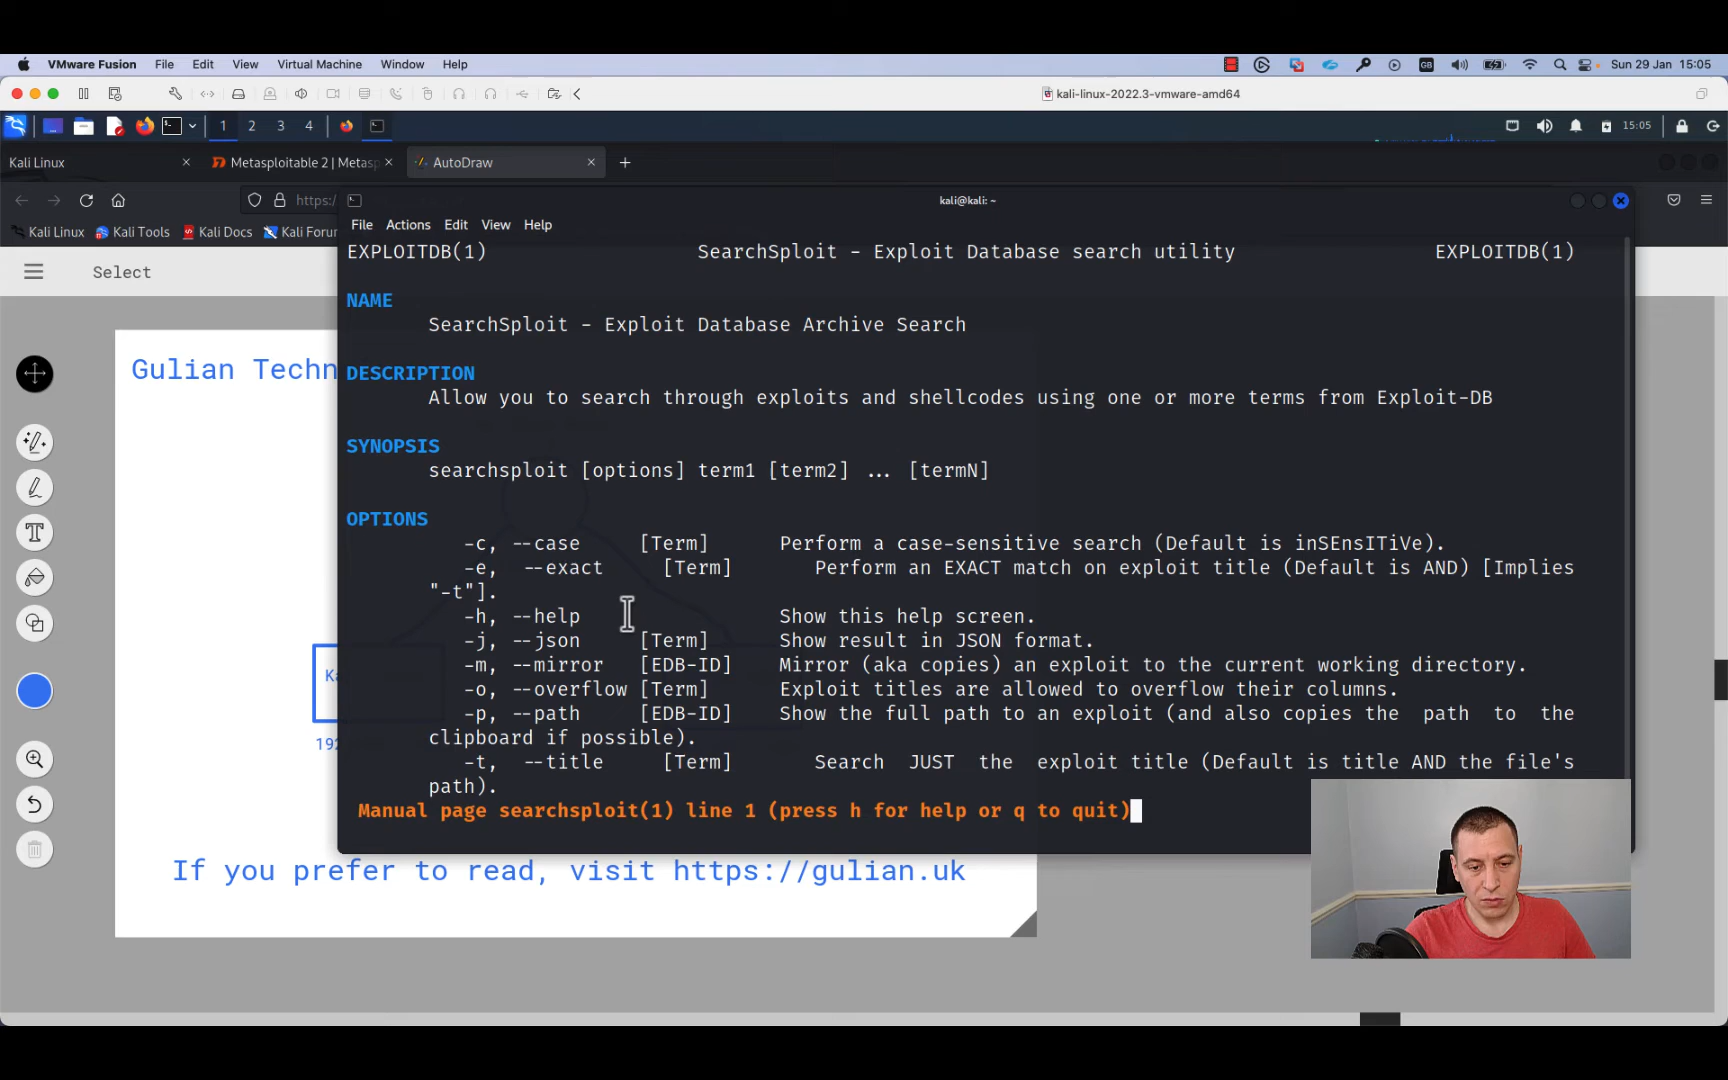 VMware Fusion File Edit View Virtual Machine Window Help GB Sun 29 Jan 15:05
kali-linux-2022.3-vmware-amd64
1 2 3 4 15:05
Kali Linux Metasploitable 2 | Metasp AutoDraw
https:/ kali@kali: ~
Kali Linux Kali Tools Kali Docs Kali Forum
File Actions Edit View Help
EXPLOITDB(1) SearchSploit - Exploit Database search utility EXPLOITDB(1)
Select
NAME
SearchSploit - Exploit Database Archive Search
Gulian Techn
DESCRIPTION
Allow you to search through exploits and shellcodes using one or more terms from Exploit-DB
SYNOPSIS
searchsploit [options] term1 [term2] ... [termN]
OPTIONS
-c, --case [Term] Perform a case-sensitive search (Default is inSEnsITiVe).
-e, --exact [Term] Perform an EXACT match on exploit title (Default is AND) [Implies
"-t"].
-h, --help Show this help screen.
-j, --json [Term] Show result in JSON format.
-m, --mirror [EDB-ID] Mirror (aka copies) an exploit to the current working directory.
Ka
-o, --overflow [Term] Exploit titles are allowed to overflow their columns.
-p, --path [EDB-ID] Show the full path to an exploit (and also copies the path to the
clipboard if possible).
192
-t, --title [Term] Search JUST the exploit title (Default is title AND the file's
path).
Manual page searchsploit(1) line 1 (press h for help or q to quit)
If you prefer to read, visit https://gulian.uk